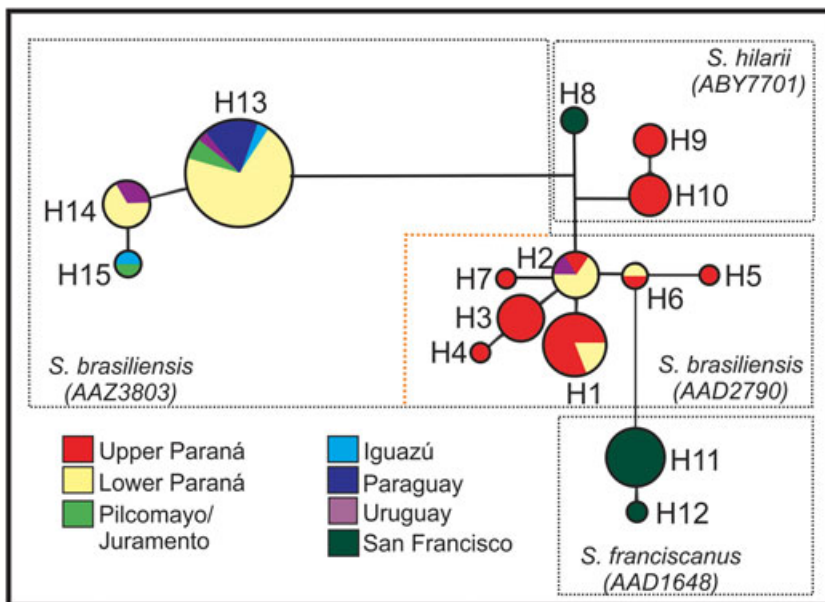 S. hilarii
(ABY7701)
H13
H8
H9
H10
H14
H15
H2
H7
H6
H5
H3
H4
H1
S. brasiliensis
(AAZ3803)
S. brasiliensis
(AAD2790)
Upper Paraná
Lower Paraná
Pilcomayo/
Juramento
Iguazú
Paraguay
Uruguay
San Francisco
H11
H12
S. franciscanus
(AAD1648)